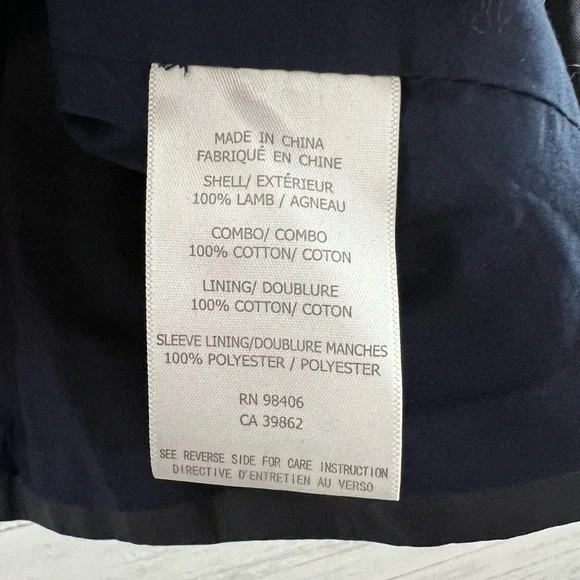 MADE IN CHINA
FABRIQUÉ EN CHINE
SHELL/ EXTÉRIEUR
100% LAMB / AGNEAU
COMBO/ COMBO
100% COTTON/ COTON
LINING/ DOUBLURE
100% COTTON/ COTON
SLEEVE LINING/DOUBLURE MANCHES
100% POLYESTER / POLYESTER
RN 98406
CA 39862
SEE REVERSE SIDE FOR CARE INSTRUCTION
DIRECTIVE D'ENTRETIEN AU VERSO